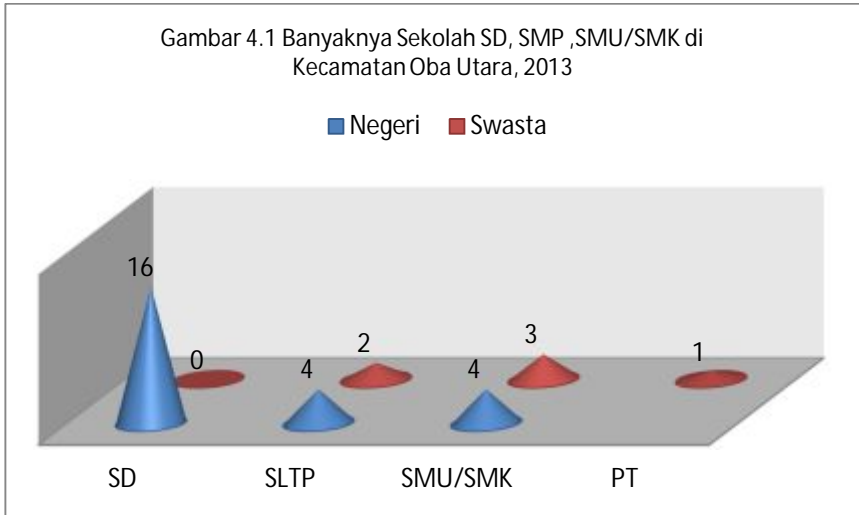 Gambar 4.1 Banyaknya Sekolah SD, SMP ,SMU/SMK di
Kecamatan Oba Utara, 2013
Negeri Swasta
16
0
4
2
4
3
1
SD SLTP SMU/SMK PT